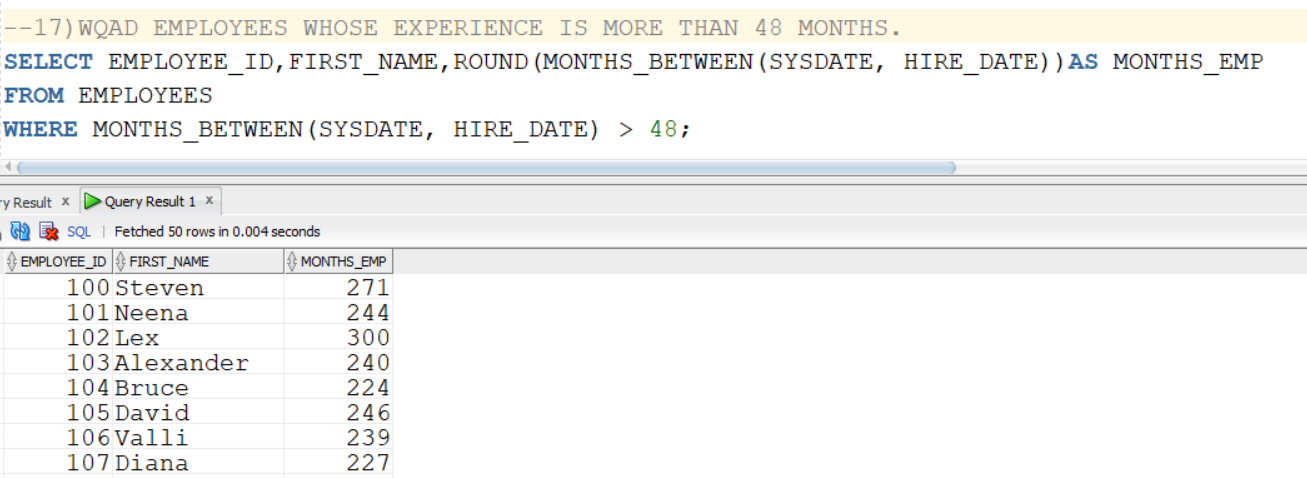 --17)WQAD EMPLOYEES WHOSE EXPERIENCE IS MORE THAN 48 MONTHS.
SELECT EMPLOYEE_ID,FIRST_NAME,ROUND(MONTHS_BETWEEN(SYSDATE, HIRE_DATE))AS MONTHS_EMP
FROM EMPLOYEES
WHERE MONTHS_BETWEEN(SYSDATE, HIRE_DATE) > 48;
ry Result x Query Result 1 x
SQL | Fetched 50 rows in 0.004 seconds
EMPLOYEE_ID FIRST_NAME MONTHS_EMP
100 Steven 271
101 Neena 244
102 Lex 300
103 Alexander 240
104 Bruce 224
105 David 246
106 Valli 239
107 Diana 227